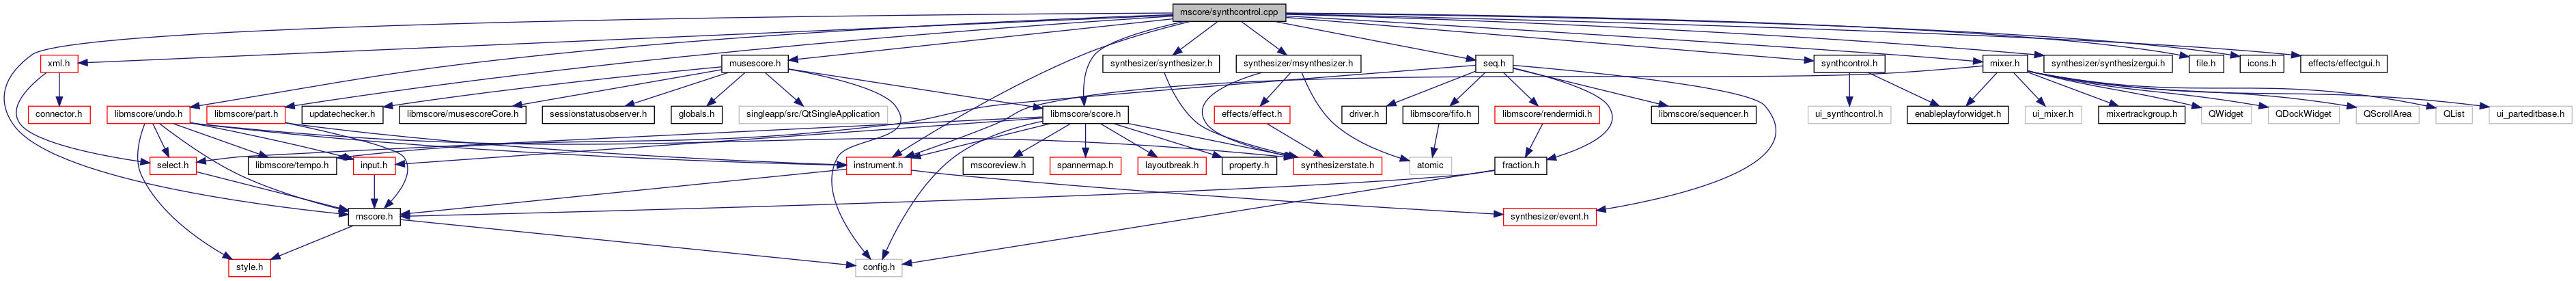 mscore/synthcontrol.cpp
xml.h
musescore.h
synthesizer/synthesizer.h
synthesizer/msynthesizer.h
seq.h
synthcontrol.h
mixer.h
synthesizer/synthesizergui.h
file.h
icons.h
effects/effectgui.h
connector.h
libmscore/undo.h
libmscore/part.h
updatechecker.h
libmscore/musescoreCore.h
sessionstatusobserver.h
globals.h
singleapp/src/QtSingleApplication
libmscore/score.h
effects/effect.h
driver.h
libmscore/fifo.h
libmscore/rendermidi.h
libmscore/sequencer.h
ui_synthcontrol.h
enableplayforwidget.h
ui_mixer.h
mixertrackgroup.h
QWidget
QDockWidget
QScrollArea
QList
ui_parteditbase.h
select.h
libmscore/tempo.h
input.h
instrument.h
mscoreview.h
spannermap.h
layoutbreak.h
property.h
synthesizerstate.h
atomic
fraction.h
mscore.h
synthesizer/event.h
style.h
config.h